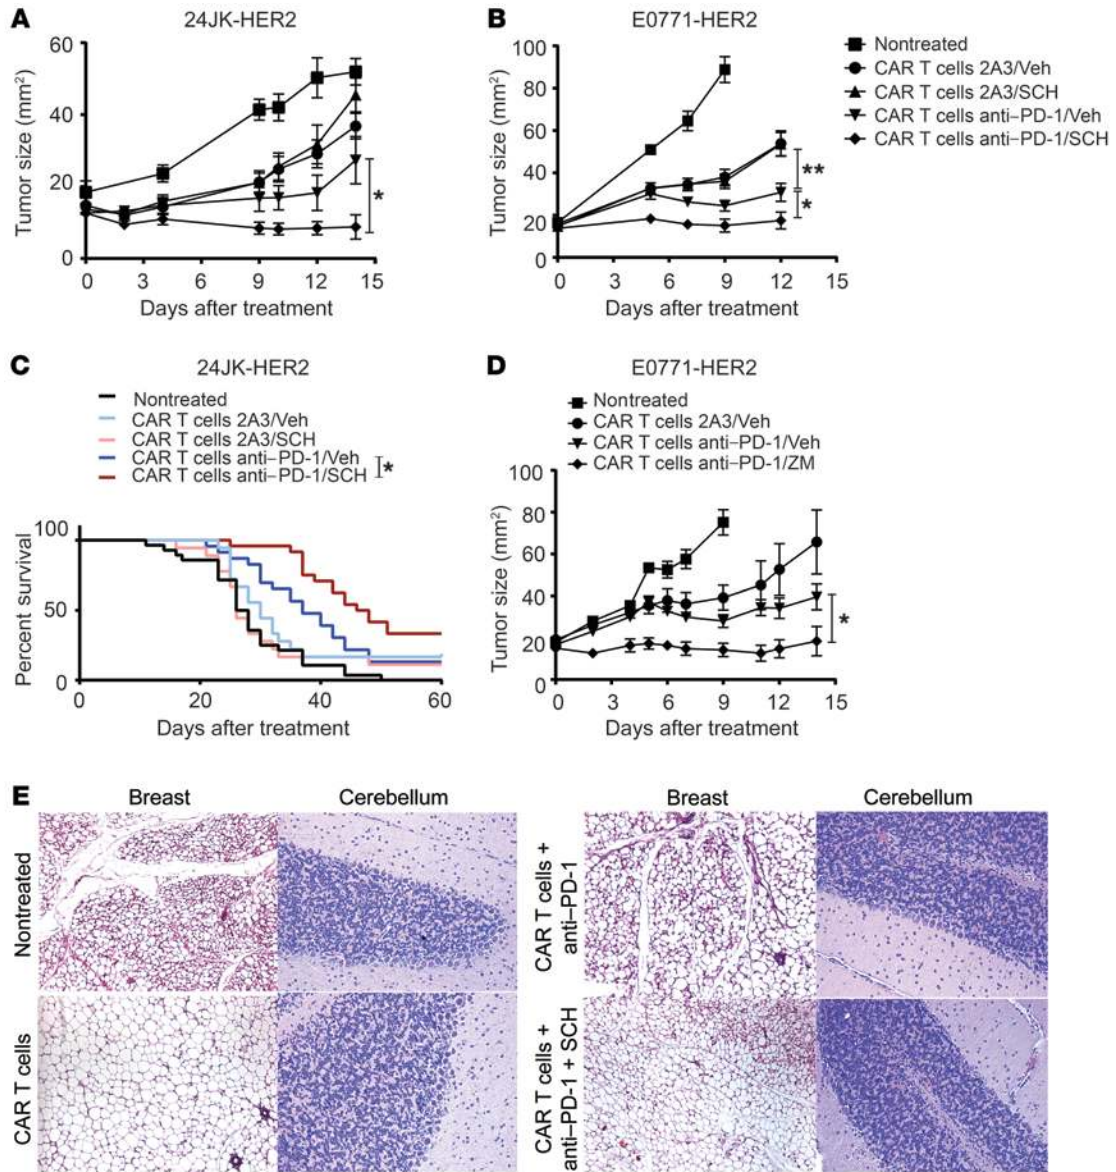 A
24JK-HER2
Tumor size (mm²)
60
40
20
0
0 3 6 9 12 15
Days after treatment
*
B
E0771-HER2
Tumor size (mm²)
100
80
60
40
20
0
0 3 6 9 12 15
Days after treatment
**
*
Nontreated
CAR T cells 2A3/Veh
CAR T cells 2A3/SCH
CAR T cells anti–PD-1/Veh
CAR T cells anti–PD-1/SCH
C
24JK-HER2
Nontreated
CAR T cells 2A3/Veh
CAR T cells 2A3/SCH
CAR T cells anti–PD-1/Veh
CAR T cells anti–PD-1/SCH
*
Percent survival
100
50
0
0 20 40 60
Days after treatment
D
E0771-HER2
Nontreated
CAR T cells 2A3/Veh
CAR T cells anti–PD-1/Veh
CAR T cells anti–PD-1/ZM
Tumor size (mm²)
100
80
60
40
20
0
0 3 6 9 12 15
Days after treatment
*
E
Breast Cerebellum
Nontreated
CAR T cells
Breast Cerebellum
CAR T cells +
anti–PD-1
CAR T cells +
anti–PD-1 + SCH